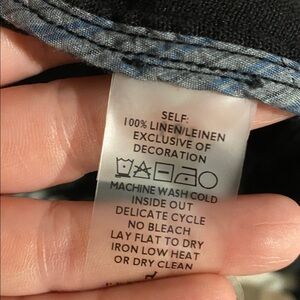 SELF:
100% LINEN/LEINEN
EXCLUSIVE OF
DECORATION
MACHINE WASH COLD
INSIDE OUT
DELICATE CYCLE
NO BLEACH
LAY FLAT TO DRY
IRON LOW HEAT
OR DRY CLEAN